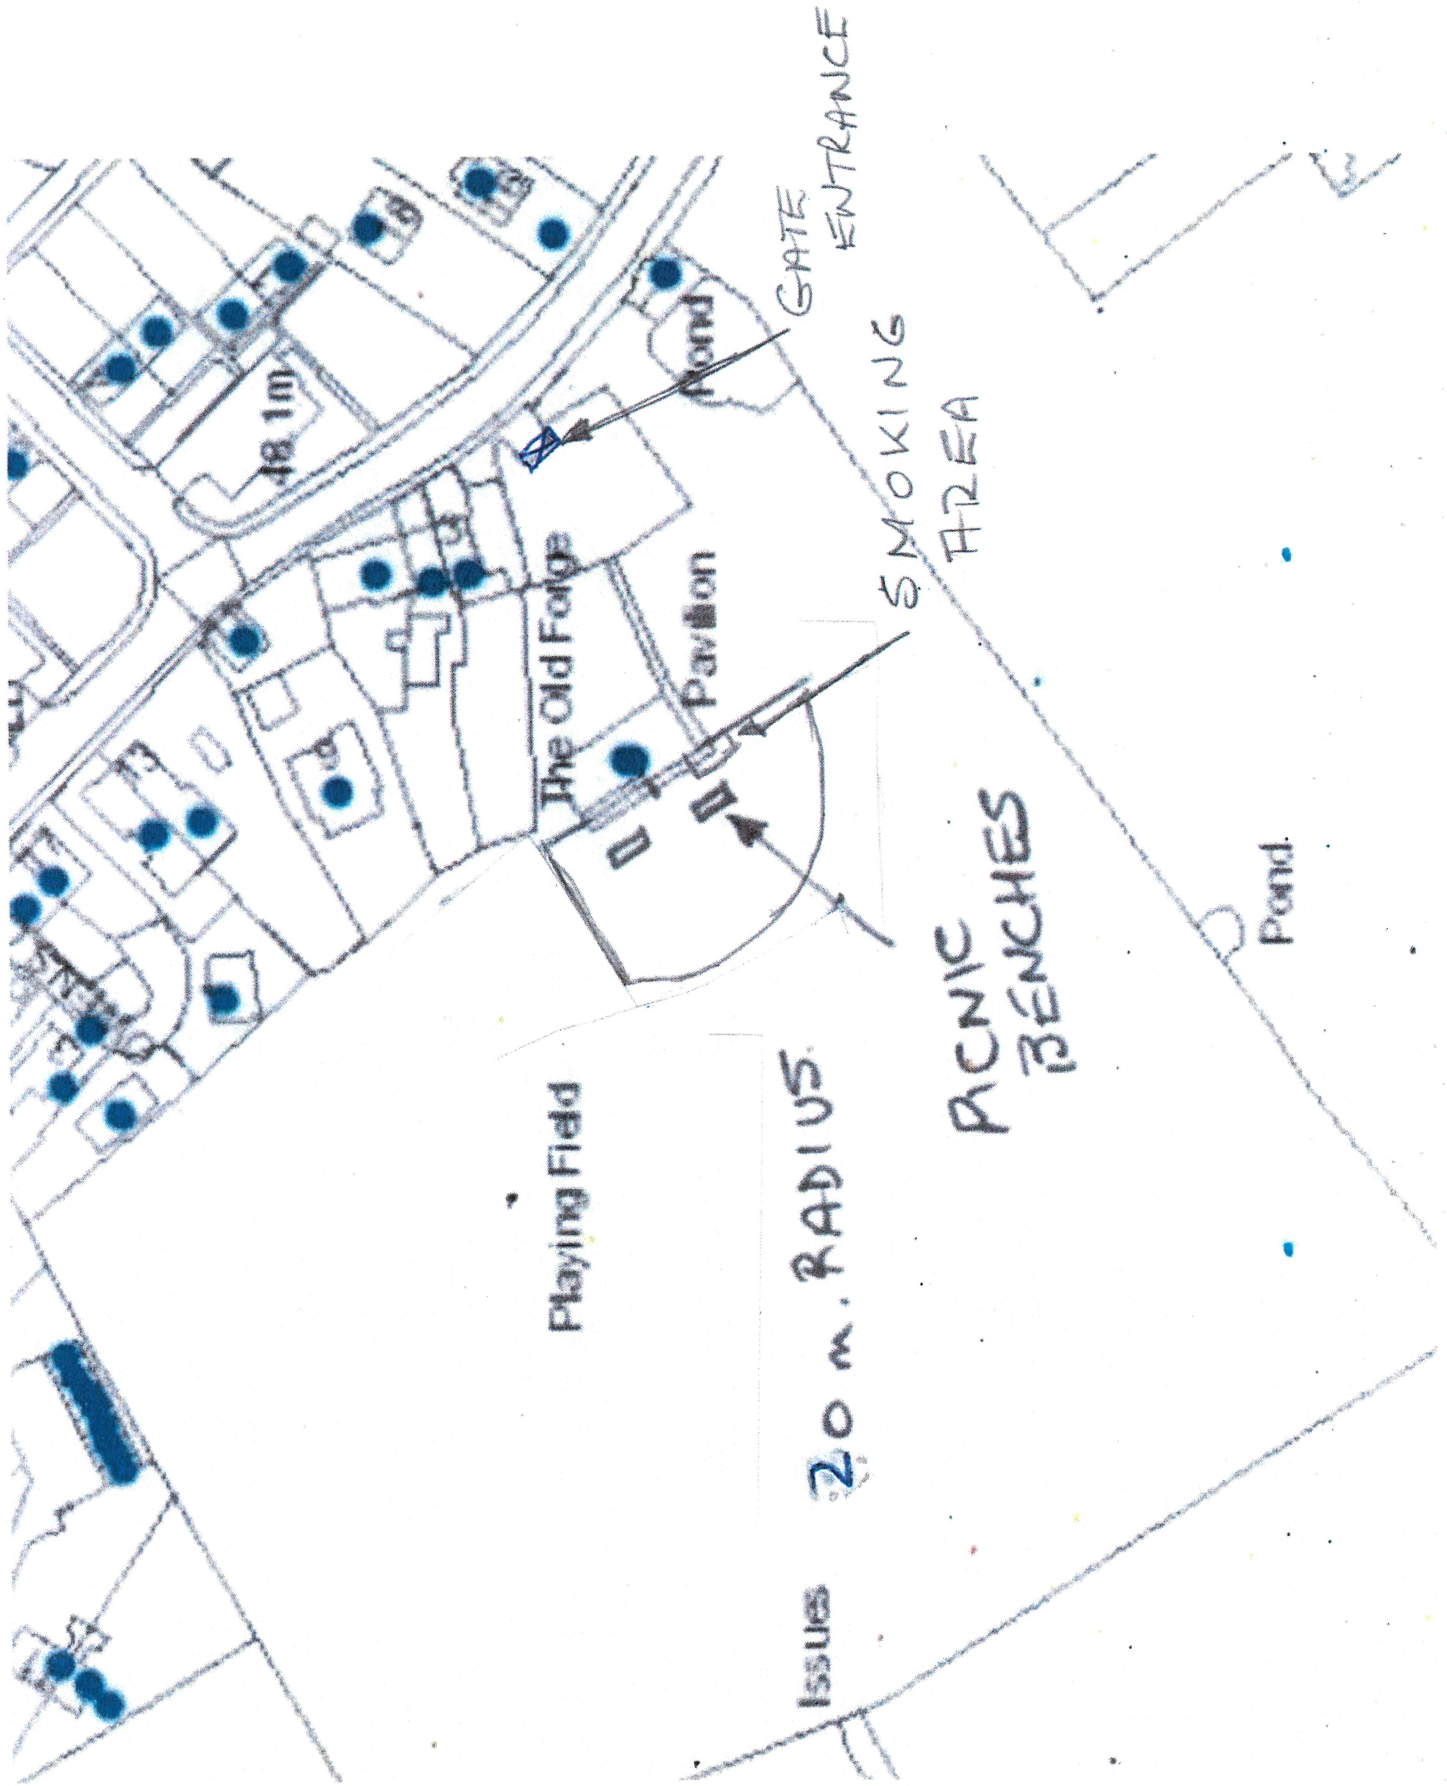 GATE
ENTRANCE
SMOKING
AREA
Pond
48.1m
The Old Forge
Pavilion
PICNIC
BENCHES
Pond
Playing Field
20 m. RADIUS.
Issues